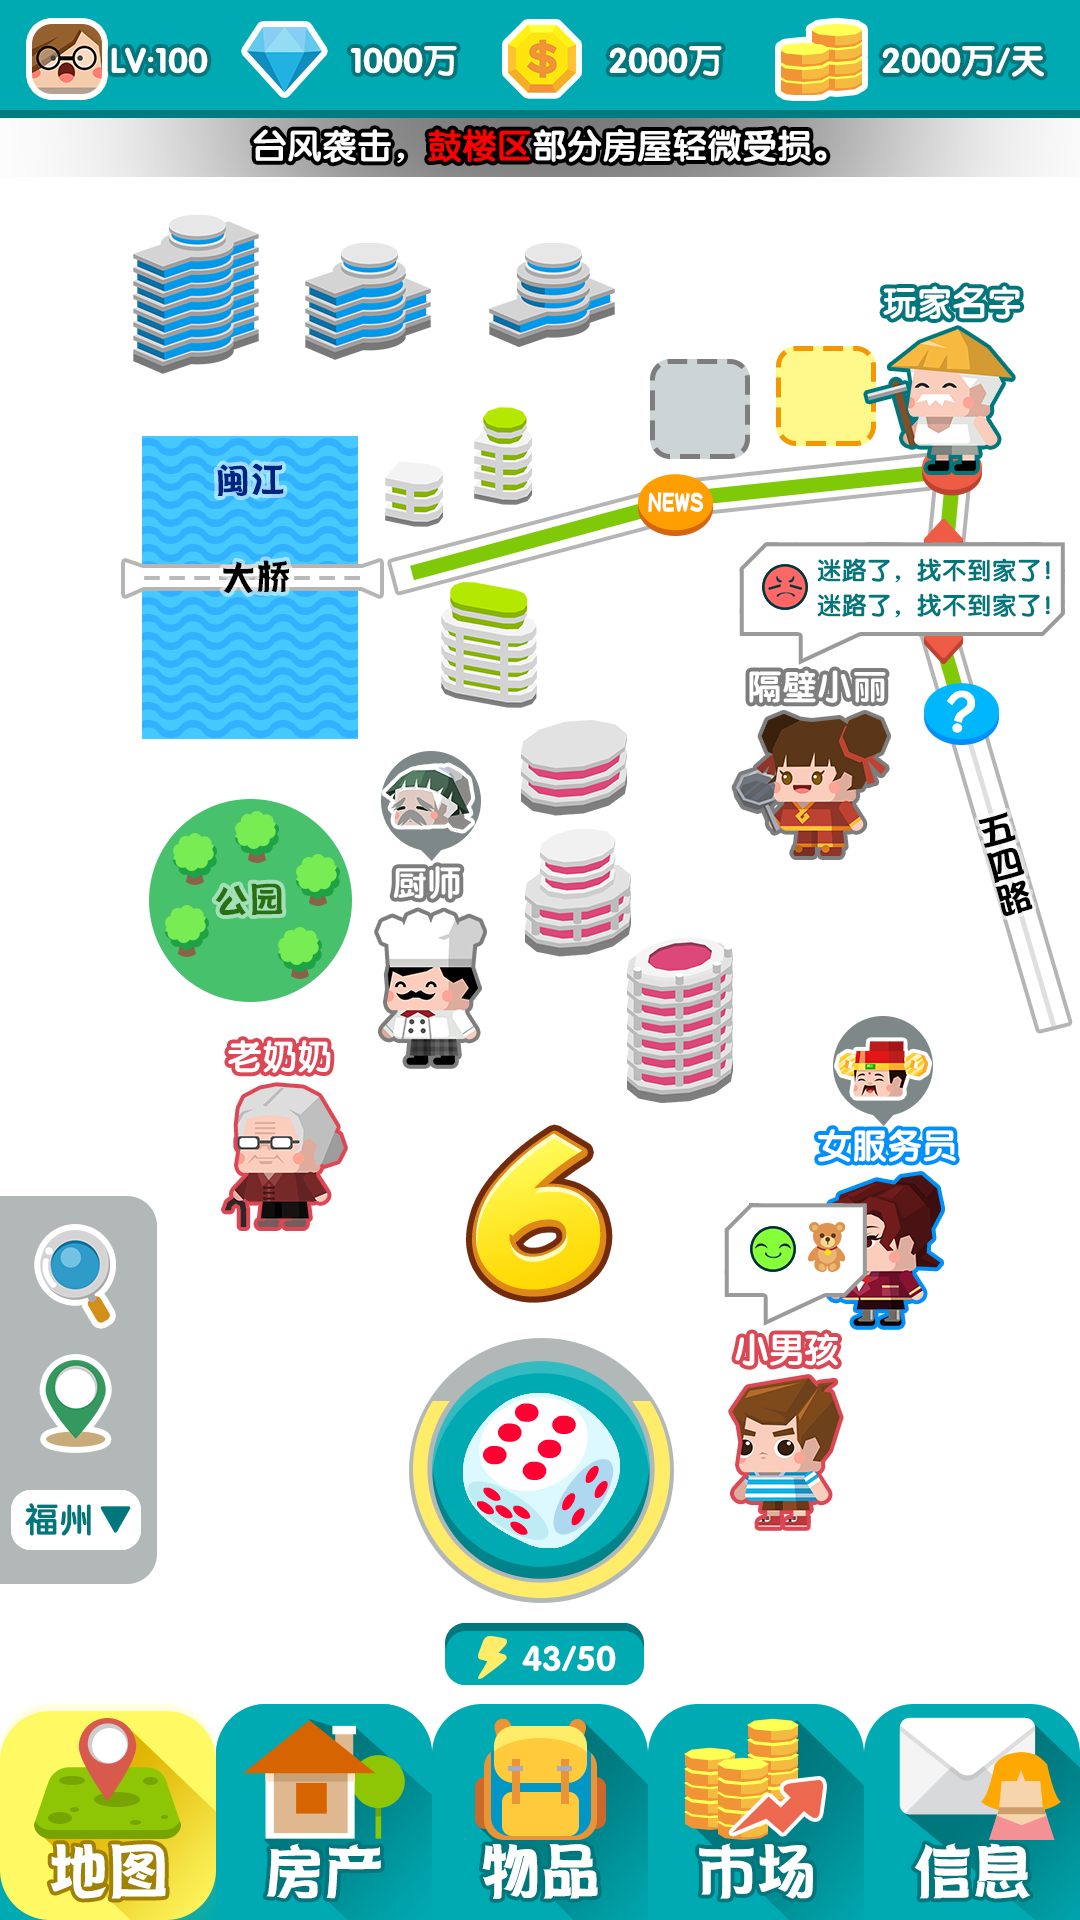 LV:100
1000万
2000万
2000万/天
台风袭击，鼓楼区部分房屋轻微受损。
玩家名字
闽江
NEWS
大桥
迷路了，找不到家了!
迷路了，找不到家了!
隔壁小丽
?
五四路
厨师
公园
老奶奶
女服务员
6
小男孩
福州
43/50
地图
房产
物品
市场
信息